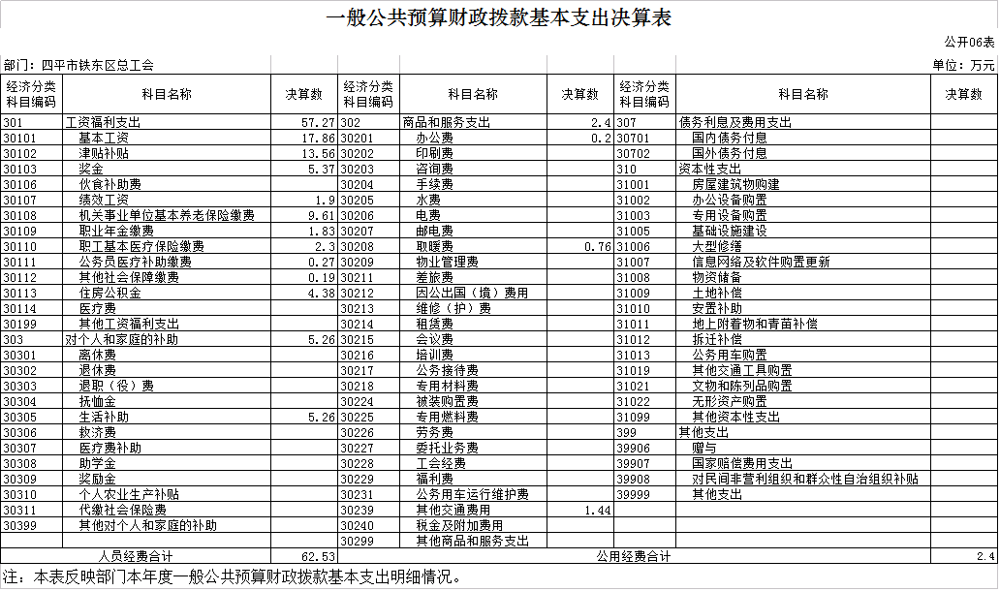 一般公共预算财政拨款基本支出决算表
公开06表
部门：四平市铁东区总工会 单位：万元
经济分类科目编码 科目名称 决算数 经济分类科目编码 科目名称 决算数 经济分类科目编码 科目名称 决算数
301 工资福利支出 57.27 302 商品和服务支出 2.4 307 债务利息及费用支出
30101 基本工资 17.86 30201 办公费 0.2 30701 国内债务付息
30102 津贴补贴 13.56 30202 印刷费 30702 国外债务付息
30103 奖金 5.37 30203 咨询费 310 资本性支出
30106 伙食补助费 30204 手续费 31001 房屋建筑物购建
30107 绩效工资 1.9 30205 水费 31002 办公设备购置
30108 机关事业单位基本养老保险缴费 9.61 30206 电费 31003 专用设备购置
30109 职业年金缴费 1.83 30207 邮电费 31005 基础设施建设
30110 职工基本医疗保险缴费 2.3 30208 取暖费 0.76 31006 大型修缮
30111 公务员医疗补助缴费 0.27 30209 物业管理费 31007 信息网络及软件购置更新
30112 其他社会保障缴费 0.19 30211 差旅费 31008 物资储备
30113 住房公积金 4.38 30212 因公出国（境）费用 31009 土地补偿
30114 医疗费 30213 维修（护）费 31010 安置补助
30199 其他工资福利支出 30214 租赁费 31011 地上附着物和青苗补偿
303 对个人和家庭的补助 5.26 30215 会议费 31012 拆迁补偿
30301 离休费 30216 培训费 31013 公务用车购置
30302 退休费 30217 公务接待费 31019 其他交通工具购置
30303 退职（役）费 30218 专用材料费 31021 文物和陈列品购置
30304 抚恤金 30224 被装购置费 31022 无形资产购置
30305 生活补助 5.26 30225 专用燃料费 31099 其他资本性支出
30306 救济费 30226 劳务费 399 其他支出
30307 医疗费补助 30227 委托业务费 39906 赠与
30308 助学金 30228 工会经费 39907 国家赔偿费用支出
30309 奖励金 30229 福利费 39908 对民间非营利组织和群众性自治组织补贴
30310 个人农业生产补贴 30231 公务用车运行维护费 39999 其他支出
30311 代缴社会保险费 30239 其他交通费用 1.44
30399 其他对个人和家庭的补助 30240 税金及附加费用
30299 其他商品和服务支出
人员经费合计 62.53 公用经费合计 2.4
注：本表反映部门本年度一般公共预算财政拨款基本支出明细情况。